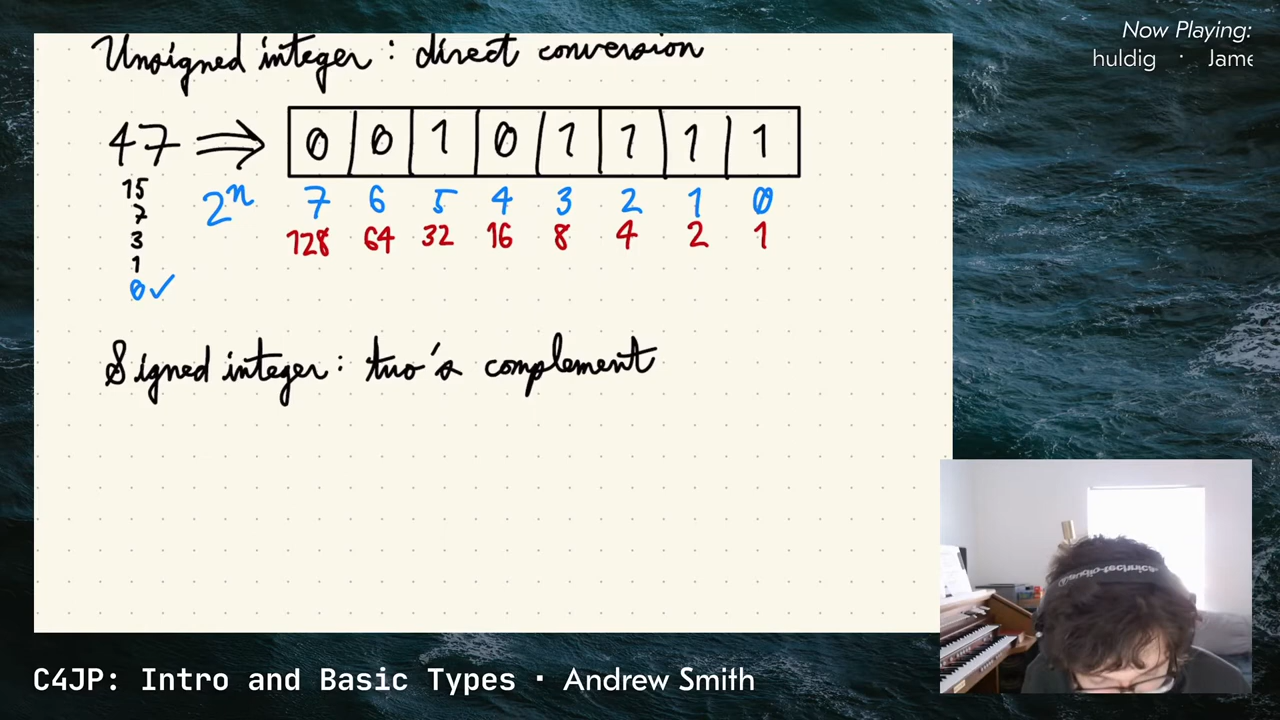 Now Playing:
huldig · Jame
Unsigned integer: direct conversion
47 ⇒ 0 0 1 0 1 1 1 1
15
7
3
1
0✓
2ⁿ 7 6 5 4 3 2 1 0
128 64 32 16 8 4 2 1
Signed integer: two's complement
audio-technica
C4JP: Intro and Basic Types · Andrew Smith